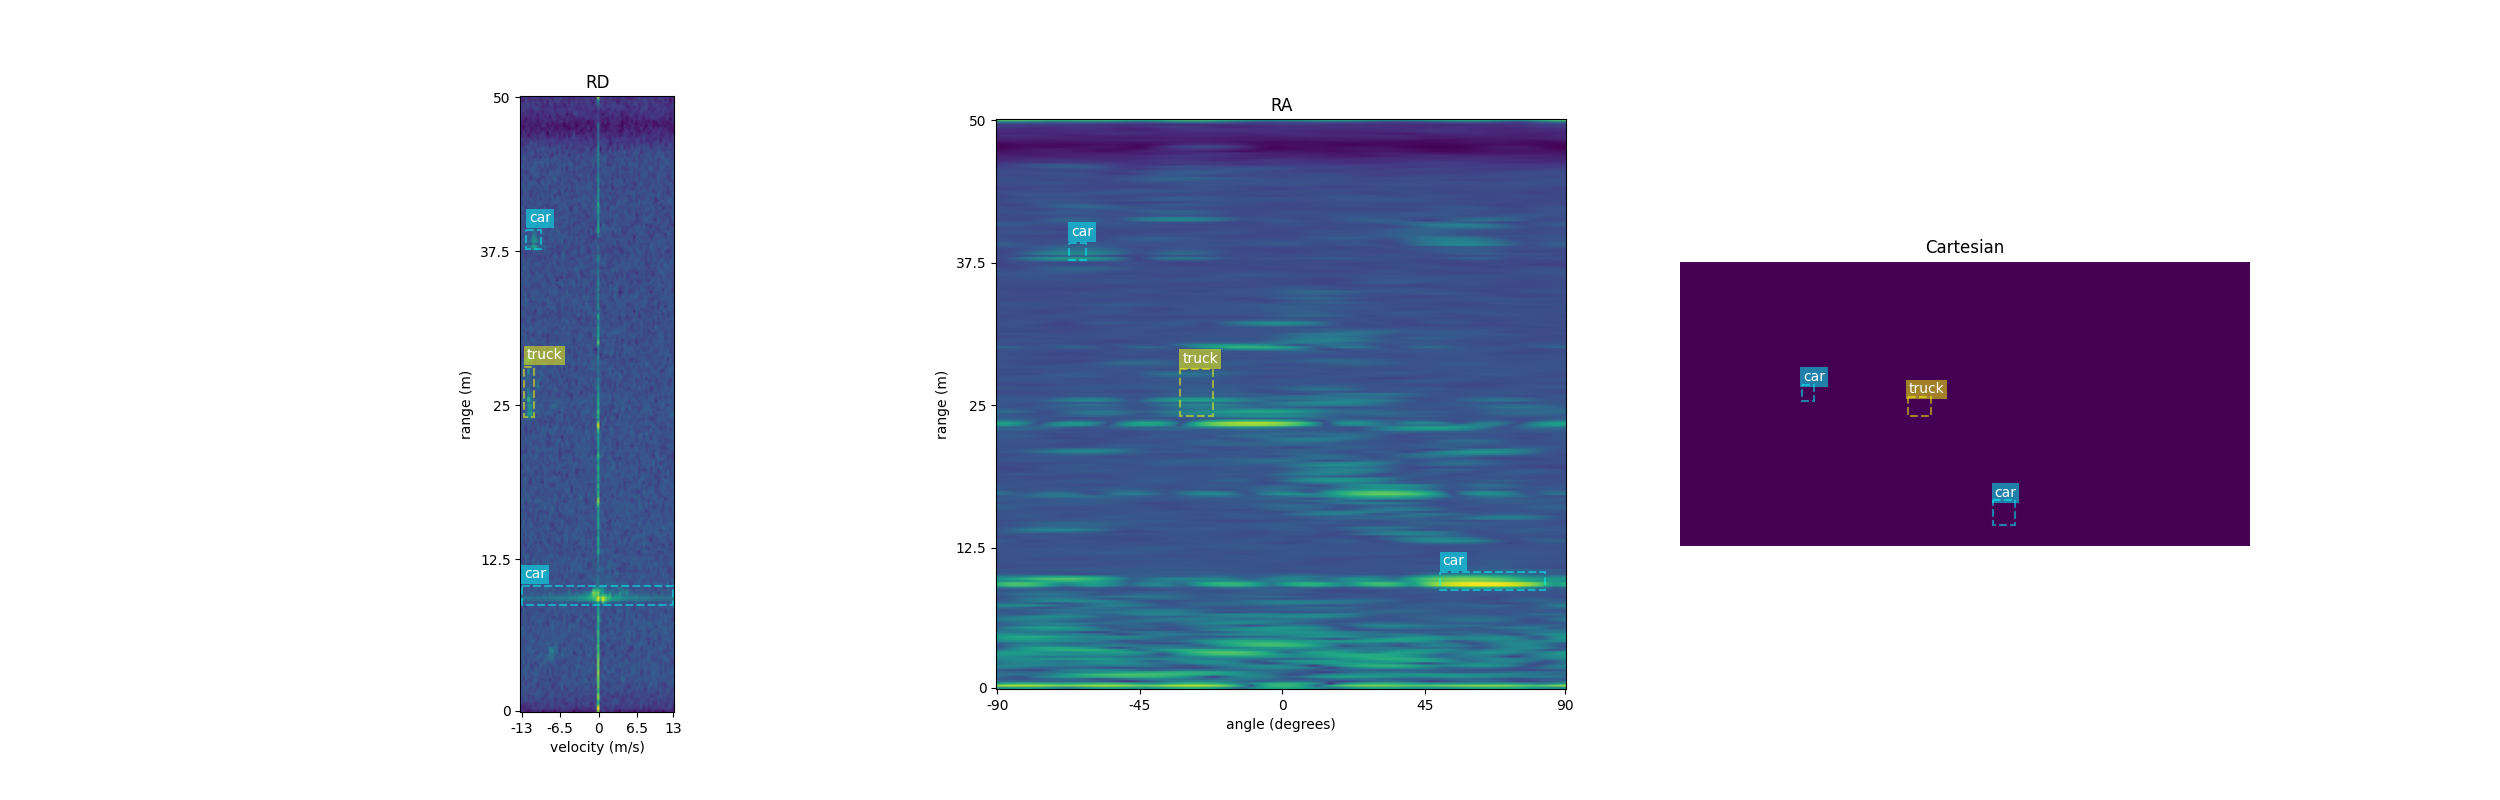 RD
50
37.5
25
12.5
0
range (m)
car
truck
car
-13 -6.5 0 6.5 13
velocity (m/s)
RA
50
37.5
25
12.5
0
range (m)
car
truck
car
-90 -45 0 45 90
angle (degrees)
Cartesian
car
truck
car